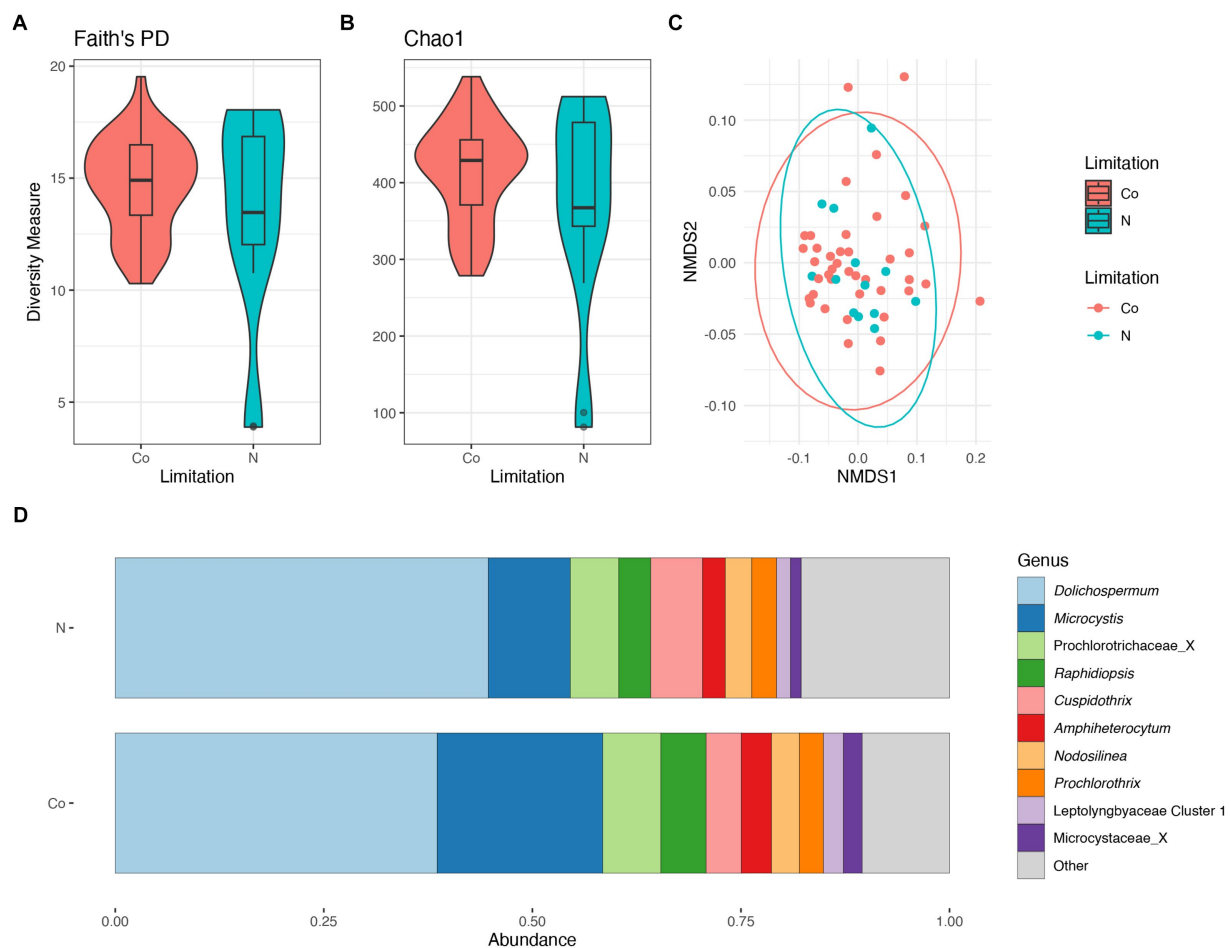 A
Faith's PD
20
15
10
5
Diversity Measure
Co
N
Limitation
B
Chao1
500
400
300
200
100
Co
N
Limitation
C
0.10
0.05
0.00
-0.05
-0.10
NMDS2
-0.1
0.0
0.1
0.2
NMDS1
Limitation
Co
N
Limitation
Co
N
D
N
Co
0.00
0.25
0.50
0.75
1.00
Abundance
Genus
Dolichospermum
Microcystis
Prochlorotrichaceae_X
Raphidiopsis
Cuspidothrix
Amphiheterocytum
Nodosilinea
Prochlorothrix
Leptolyngbyaceae Cluster 1
Microcystaceae_X
Other